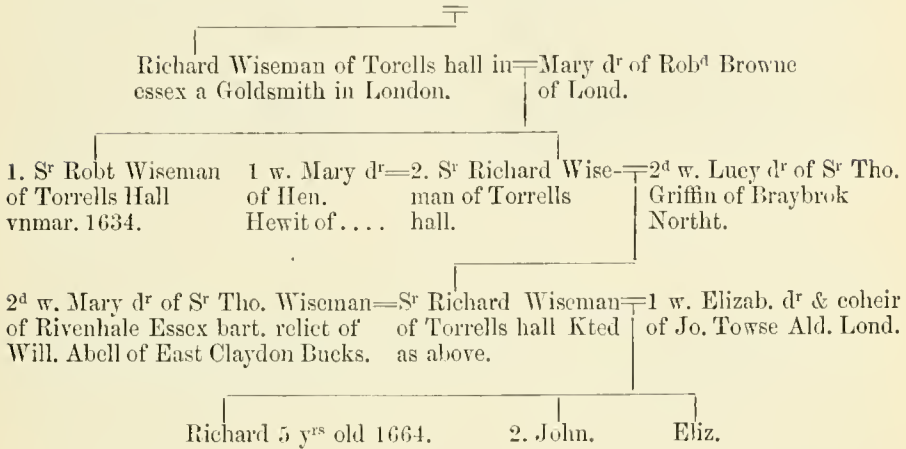 Richard Wiseman of Torells hall in
essex a Goldsmith in London.
Mary dʳ of Robᵈ Browne
of Lond.
1. Sʳ Robt Wiseman
of Torrells Hall
vnmar. 1634.
1 w. Mary dʳ
of Hen.
Hewit of....
2. Sʳ Richard Wise-
man of Torrells
hall.
2ᵈ w. Lucy dʳ of Sʳ Tho.
Griffin of Braybrok
Northt.
2ᵈ w. Mary dʳ of Sʳ Tho. Wiseman
of Rivenhale Essex bart. relict of
Will. Abell of East Claydon Bucks.
Sʳ Richard Wiseman
of Torrells hall Kted
as above.
1 w. Elizab. dʳ & coheir
of Jo. Towse Ald. Lond.
Richard 5 yʳˢ old 1664.
2. John.
Eliz.